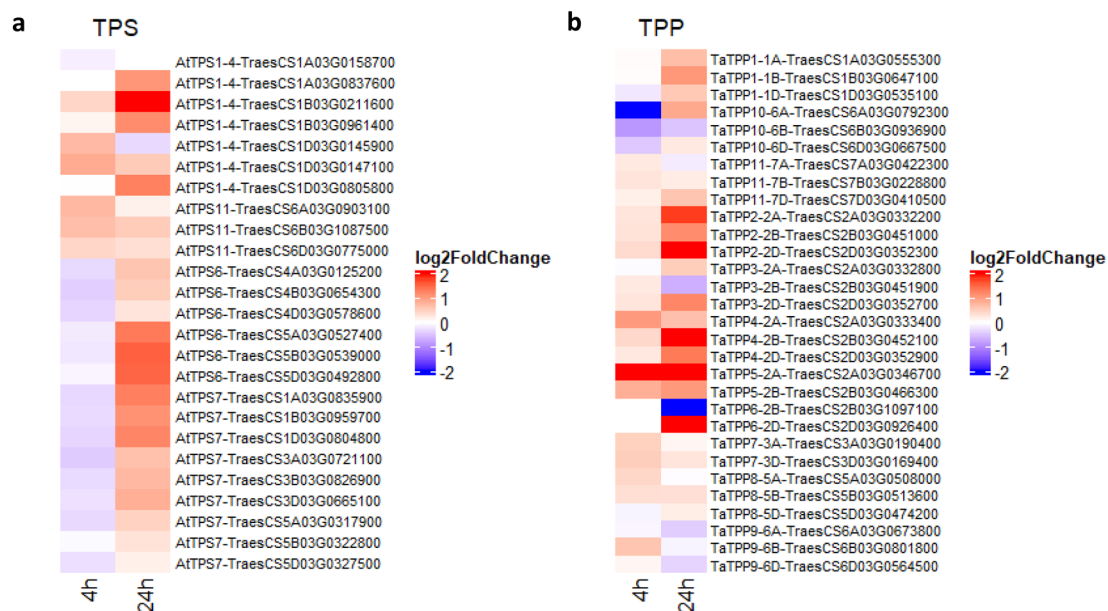 a
TPS
AtTPS1-4-TraesCS1A03G0158700
AtTPS1-4-TraesCS1A03G0837600
AtTPS1-4-TraesCS1B03G0211600
AtTPS1-4-TraesCS1B03G0961400
AtTPS1-4-TraesCS1D03G0145900
AtTPS1-4-TraesCS1D03G0147100
AtTPS1-4-TraesCS1D03G0805800
AtTPS11-TraesCS6A03G0903100
AtTPS11-TraesCS6B03G1087500
AtTPS11-TraesCS6D03G0775000
AtTPS6-TraesCS4A03G0125200
AtTPS6-TraesCS4B03G0654300
AtTPS6-TraesCS4D03G0578600
AtTPS6-TraesCS5A03G0527400
AtTPS6-TraesCS5B03G0539000
AtTPS6-TraesCS5D03G0492800
AtTPS7-TraesCS1A03G0835900
AtTPS7-TraesCS1B03G0959700
AtTPS7-TraesCS1D03G0804800
AtTPS7-TraesCS3A03G0721100
AtTPS7-TraesCS3B03G0826900
AtTPS7-TraesCS3D03G0665100
AtTPS7-TraesCS5A03G0317900
AtTPS7-TraesCS5B03G0322800
AtTPS7-TraesCS5D03G0327500
4h
24h
log2FoldChange
2
1
0
-1
-2
b
TPP
TaTPP1-1A-TraesCS1A03G0555300
TaTPP1-1B-TraesCS1B03G0647100
TaTPP1-1D-TraesCS1D03G0535100
TaTPP10-6A-TraesCS6A03G0792300
TaTPP10-6B-TraesCS6B03G0936900
TaTPP10-6D-TraesCS6D03G0667500
TaTPP11-7A-TraesCS7A03G0422300
TaTPP11-7B-TraesCS7B03G0228800
TaTPP11-7D-TraesCS7D03G0410500
TaTPP2-2A-TraesCS2A03G0332200
TaTPP2-2B-TraesCS2B03G0451000
TaTPP2-2D-TraesCS2D03G0352300
TaTPP3-2A-TraesCS2A03G0332800
TaTPP3-2B-TraesCS2B03G0451900
TaTPP3-2D-TraesCS2D03G0352700
TaTPP4-2A-TraesCS2A03G0333400
TaTPP4-2B-TraesCS2B03G0452100
TaTPP4-2D-TraesCS2D03G0352900
TaTPP5-2A-TraesCS2A03G0346700
TaTPP5-2B-TraesCS2B03G0466300
TaTPP6-2B-TraesCS2B03G1097100
TaTPP6-2D-TraesCS2D03G0926400
TaTPP7-3A-TraesCS3A03G0190400
TaTPP7-3D-TraesCS3D03G0169400
TaTPP8-5A-TraesCS5A03G0508000
TaTPP8-5B-TraesCS5B03G0513600
TaTPP8-5D-TraesCS5D03G0474200
TaTPP9-6A-TraesCS6A03G0673800
TaTPP9-6B-TraesCS6B03G0801800
TaTPP9-6D-TraesCS6D03G0564500
4h
24h
log2FoldChange
2
1
0
-1
-2